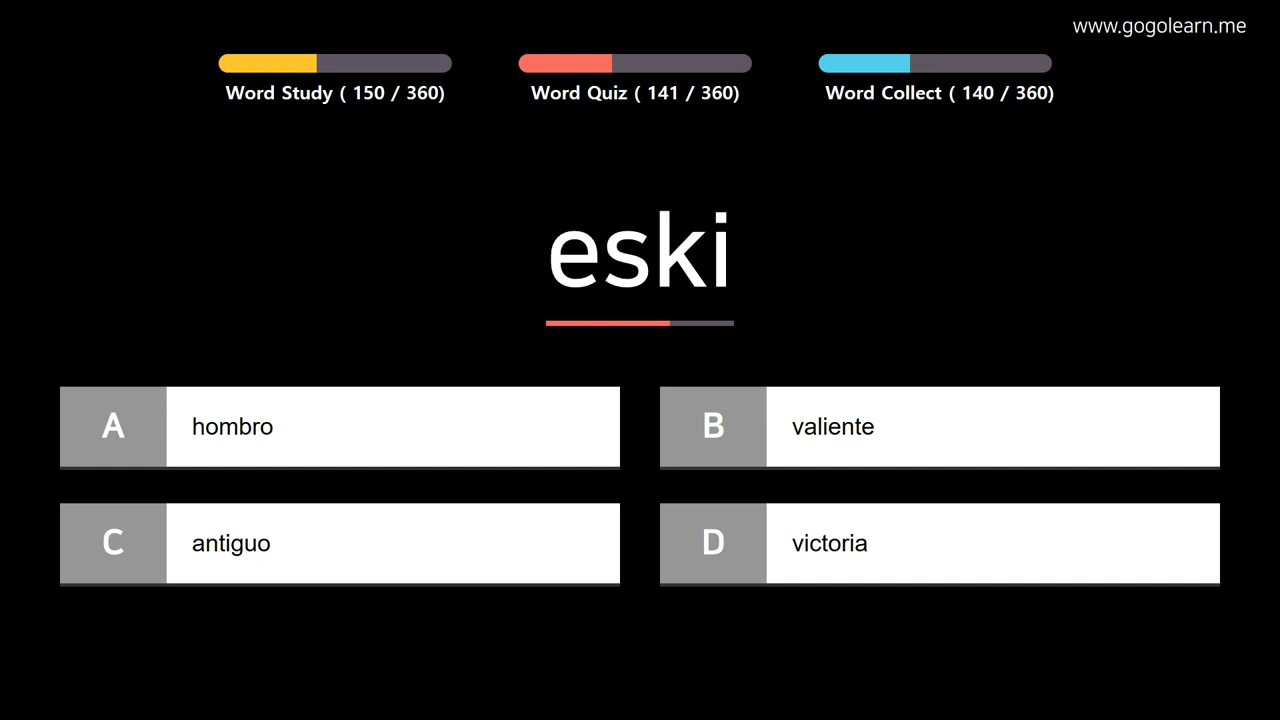 www.gogolearn.me
Word Study ( 150 / 360)
Word Quiz ( 141 / 360)
Word Collect ( 140 / 360)
eski
A hombro
B valiente
C antiguo
D victoria